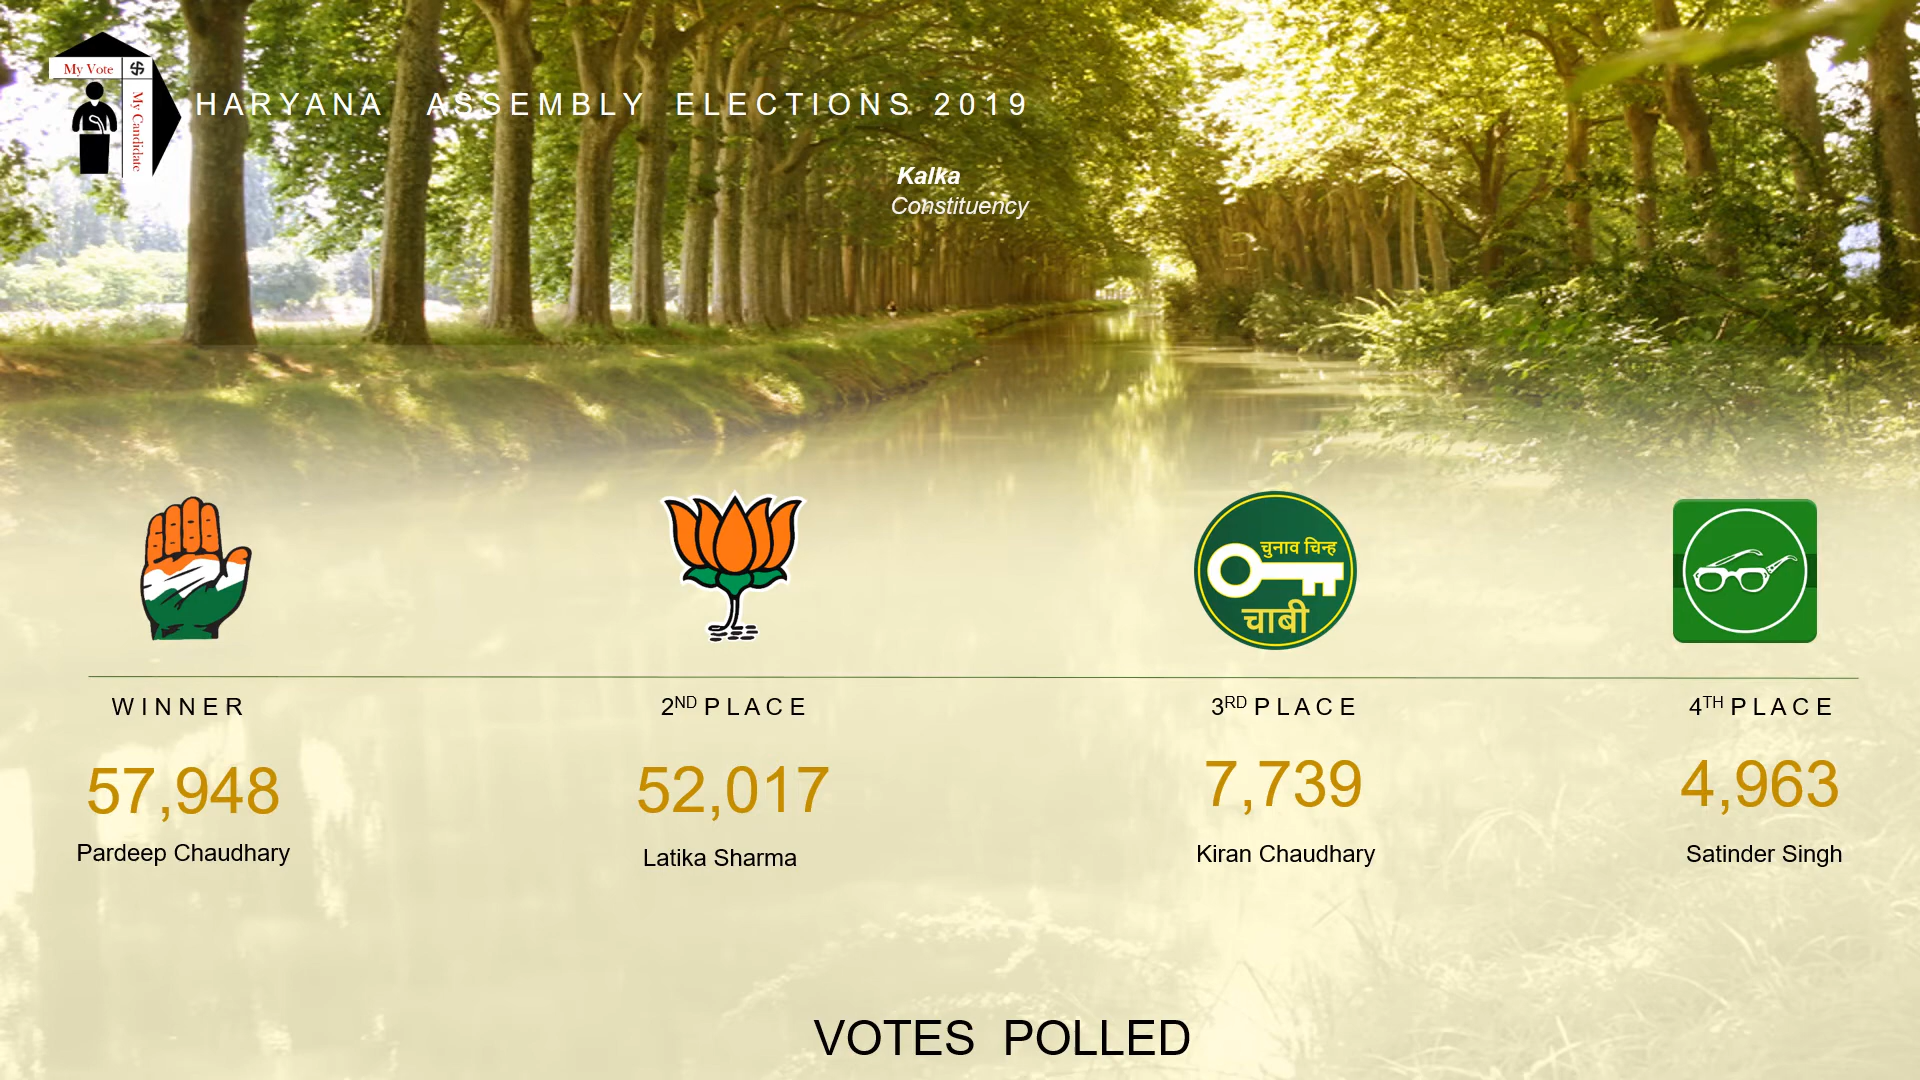 My Vote
My Candidate
HARYANA ASSEMBLY ELECTIONS 2019
Kalka
Constituency
चुनाव चिन्ह
चाबी
WINNER
2ND PLACE
3RD PLACE
4TH PLACE
57,948
52,017
7,739
4,963
Pardeep Chaudhary
Latika Sharma
Kiran Chaudhary
Satinder Singh
VOTES POLLED